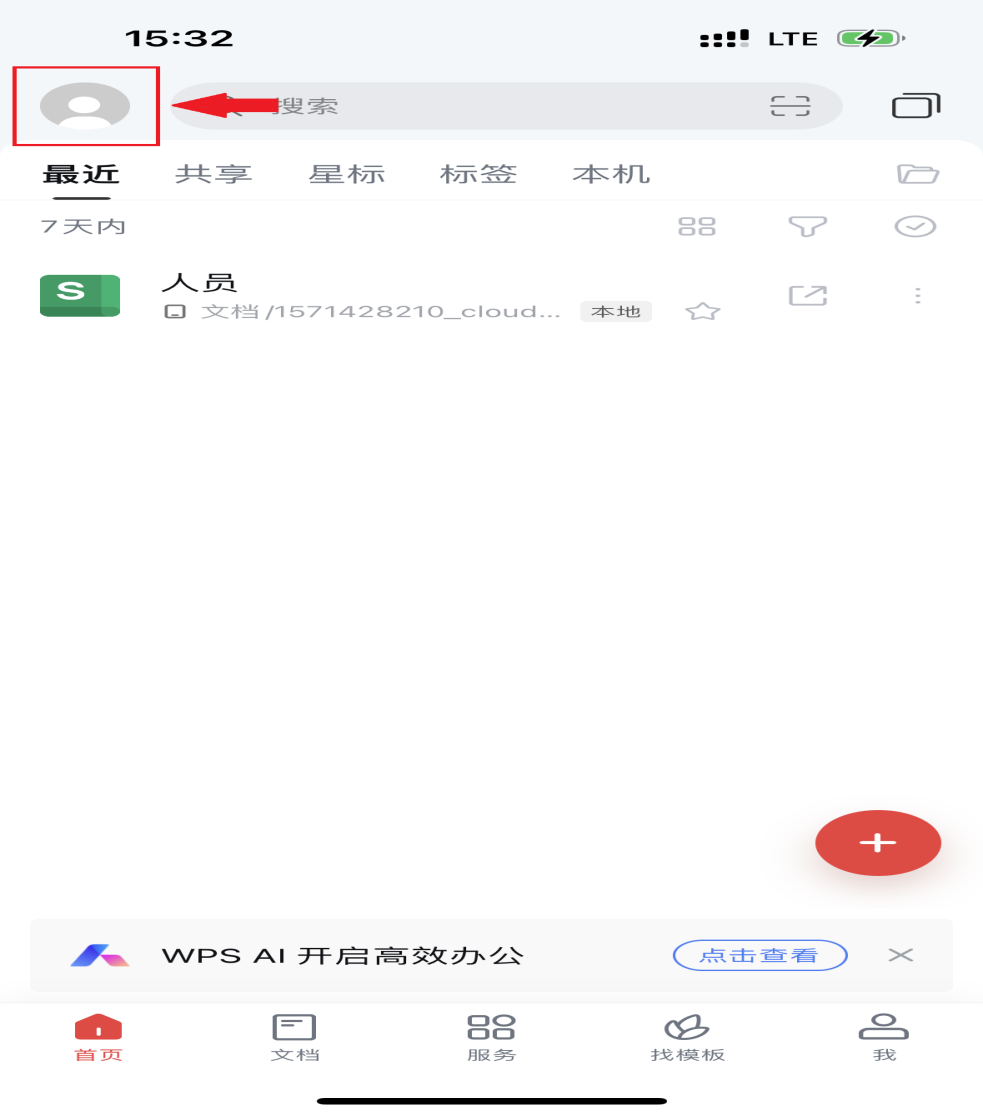 15:32 LTE
搜索
最近 共享 星标 标签 本机
7天内
S 人员
文档/1571428210_cloud... 本地
WPS AI 开启高效办公 点击查看
首页 文档 服务 找模板 我